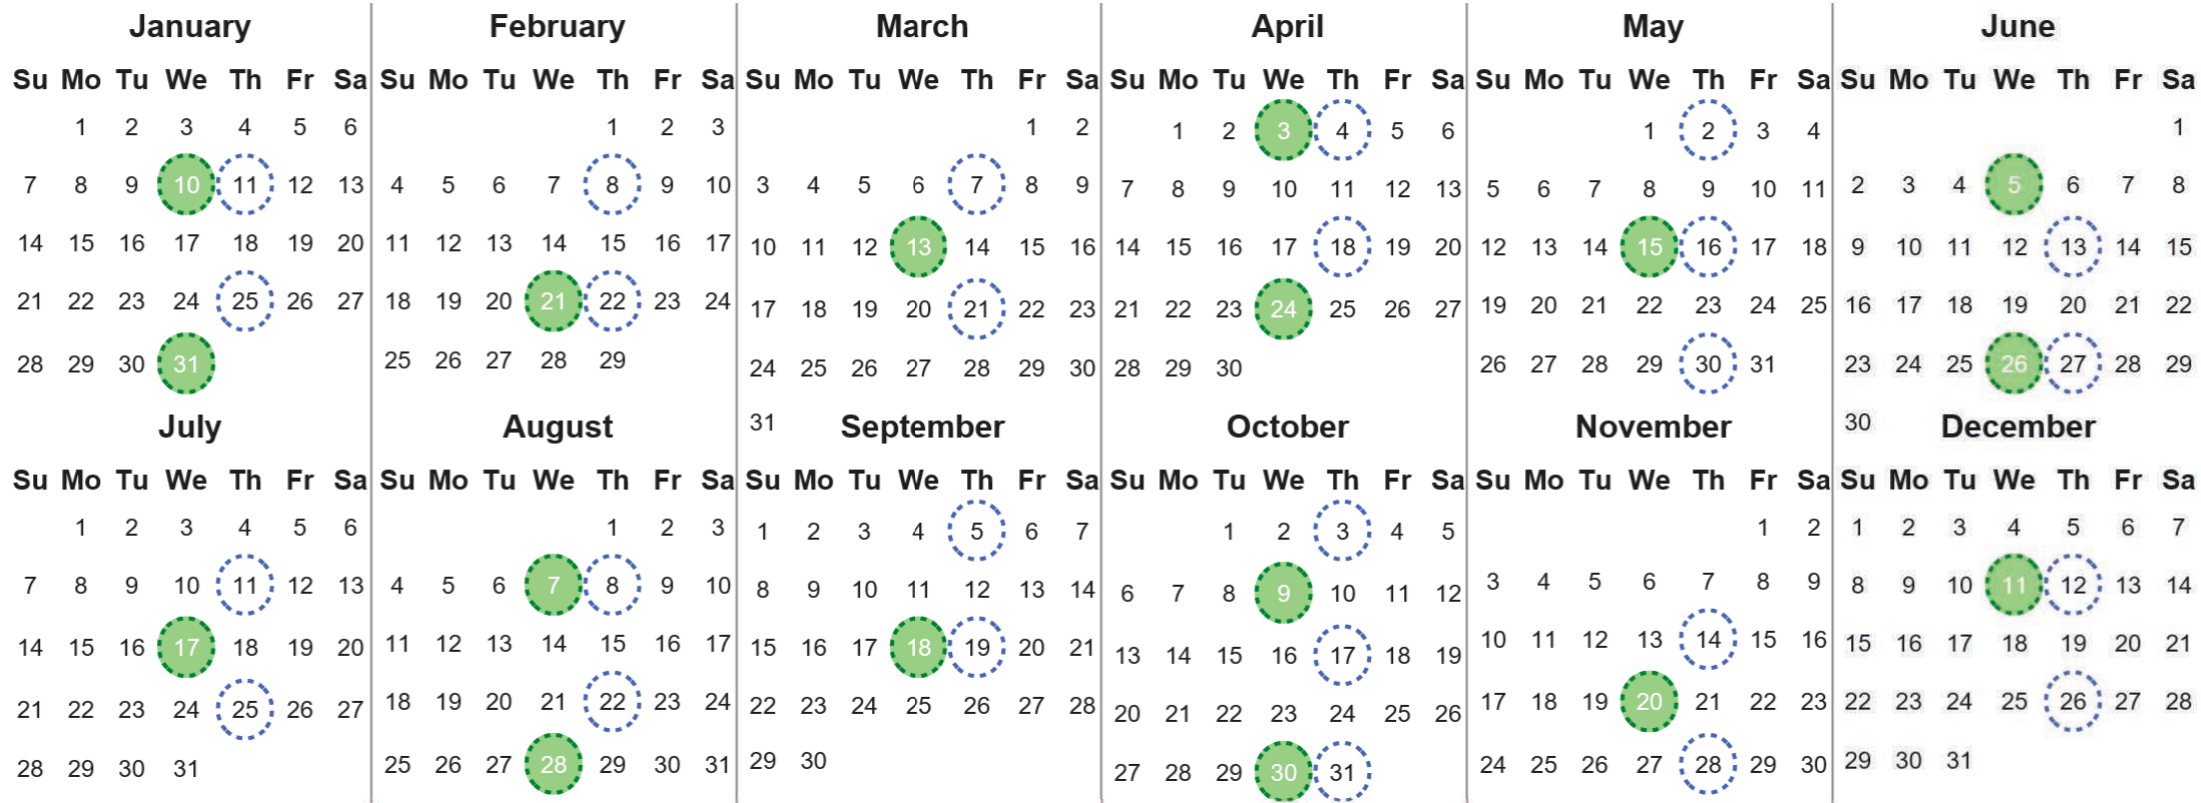 January February March April May June
Su Mo Tu We Th Fr Sa Su Mo Tu We Th Fr Sa Su Mo Tu We Th Fr Sa Su Mo Tu We Th Fr Sa Su Mo Tu We Th Fr Sa Su Mo Tu We Th Fr Sa
1 2 3 4 5 6 1 2 3 1 2 1 2 3 4 5 6 1 2 3 4 1
7 8 9 10 11 12 13 4 5 6 7 8 9 10 3 4 5 6 7 8 9 7 8 9 10 11 12 13 5 6 7 8 9 10 11 2 3 4 5 6 7 8
14 15 16 17 18 19 20 11 12 13 14 15 16 17 10 11 12 13 14 15 16 14 15 16 17 18 19 20 12 13 14 15 16 17 18 9 10 11 12 13 14 15
21 22 23 24 25 26 27 18 19 20 21 22 23 24 17 18 19 20 21 22 23 21 22 23 24 25 26 27 19 20 21 22 23 24 25 16 17 18 19 20 21 22
28 29 30 31 25 26 27 28 29 24 25 26 27 28 29 30 28 29 30 26 27 28 29 30 31 23 24 25 26 27 28 29
July August 31 September October November 30 December
Su Mo Tu We Th Fr Sa Su Mo Tu We Th Fr Sa Su Mo Tu We Th Fr Sa Su Mo Tu We Th Fr Sa Su Mo Tu We Th Fr Sa Su Mo Tu We Th Fr Sa
1 2 3 4 5 6 1 2 3 1 2 3 4 5 6 7 1 2 3 4 5 1 2 1 2 3 4 5 6 7
7 8 9 10 11 12 13 4 5 6 7 8 9 10 8 9 10 11 12 13 14 6 7 8 9 10 11 12 3 4 5 6 7 8 9 8 9 10 11 12 13 14
14 15 16 17 18 19 20 11 12 13 14 15 16 17 15 16 17 18 19 20 21 13 14 15 16 17 18 19 10 11 12 13 14 15 16 15 16 17 18 19 20 21
21 22 23 24 25 26 27 18 19 20 21 22 23 24 22 23 24 25 26 27 28 20 21 22 23 24 25 26 17 18 19 20 21 22 23 22 23 24 25 26 27 28
28 29 30 31 25 26 27 28 29 30 31 29 30 27 28 29 30 31 24 25 26 27 28 29 30 29 30 31